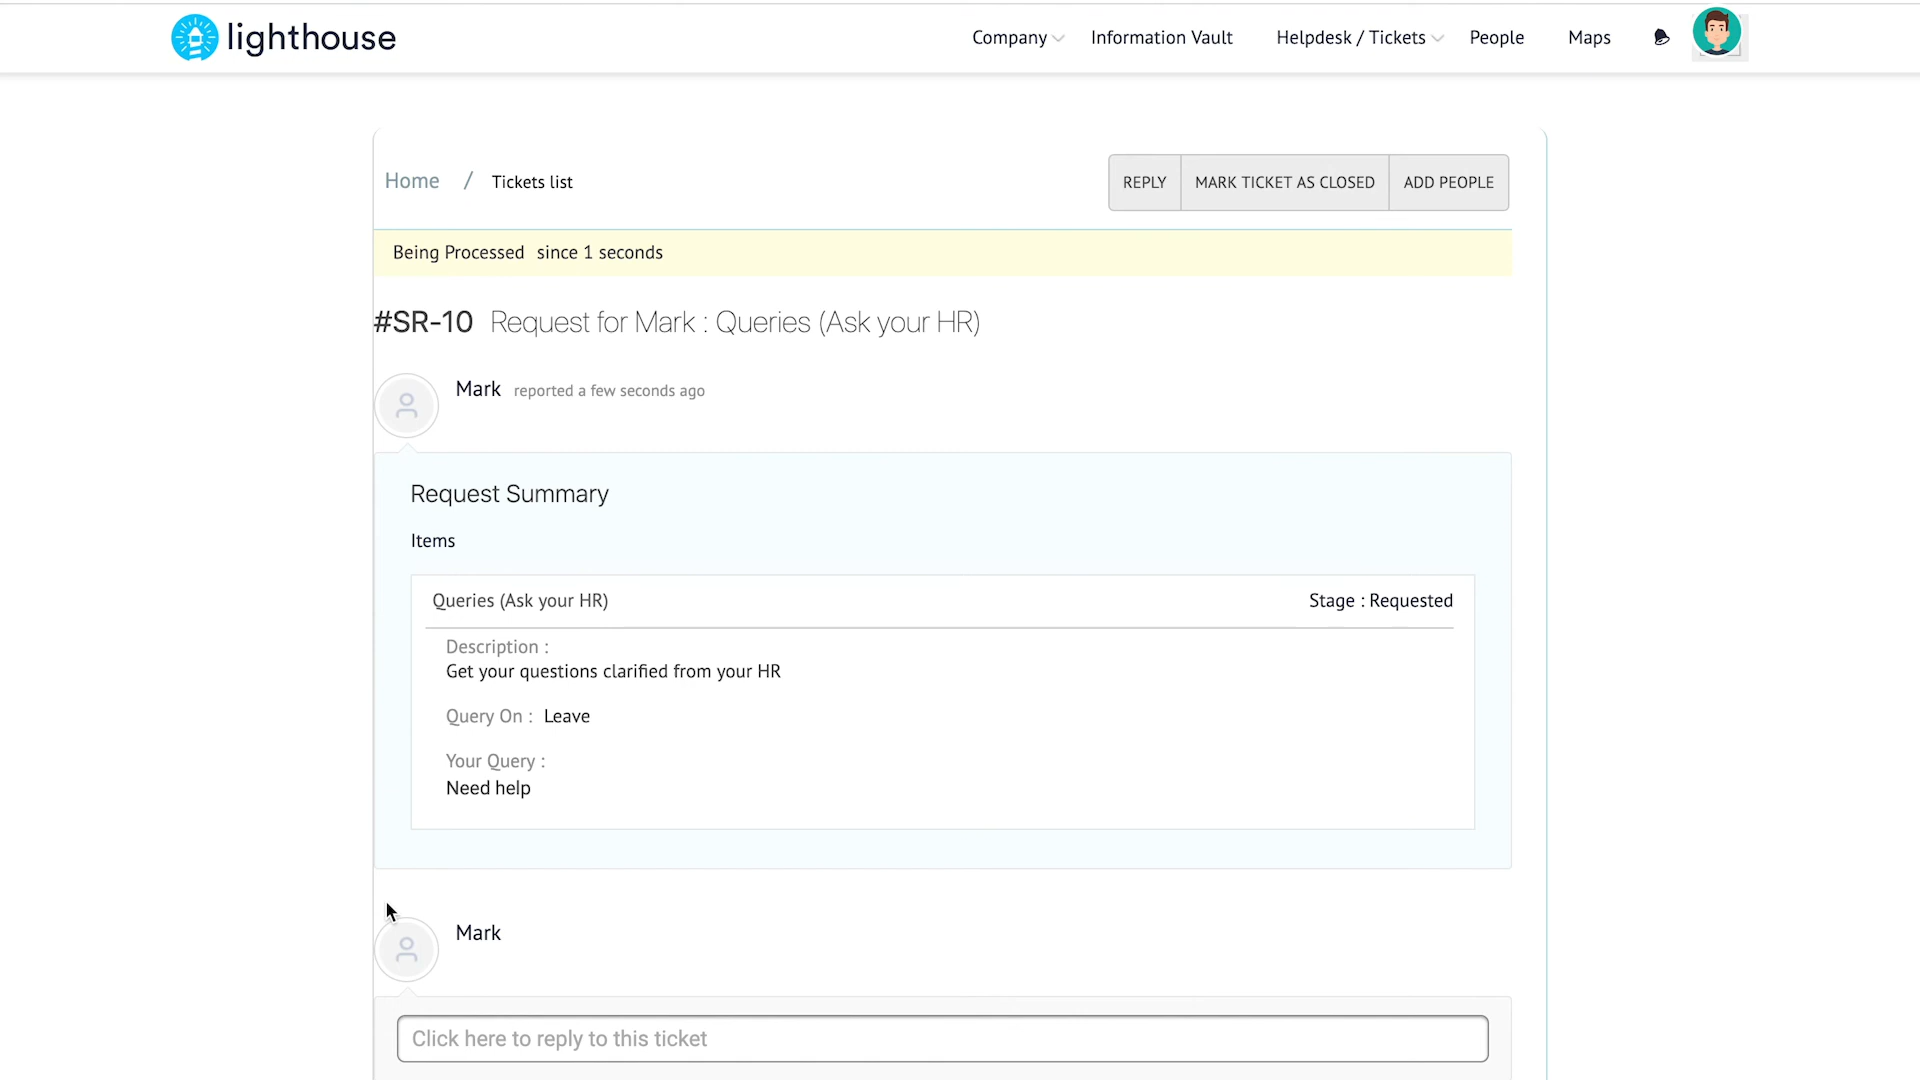 lighthouse
Company Information Vault Helpdesk / Tickets People Maps
Home / Tickets list
REPLY MARK TICKET AS CLOSED ADD PEOPLE
Being Processed since 1 seconds
#SR-10 Request for Mark : Queries (Ask your HR)
Mark reported a few seconds ago
Request Summary
Items
Queries (Ask your HR) Stage : Requested
Description :
Get your questions clarified from your HR
Query On : Leave
Your Query :
Need help
Mark
Click here to reply to this ticket